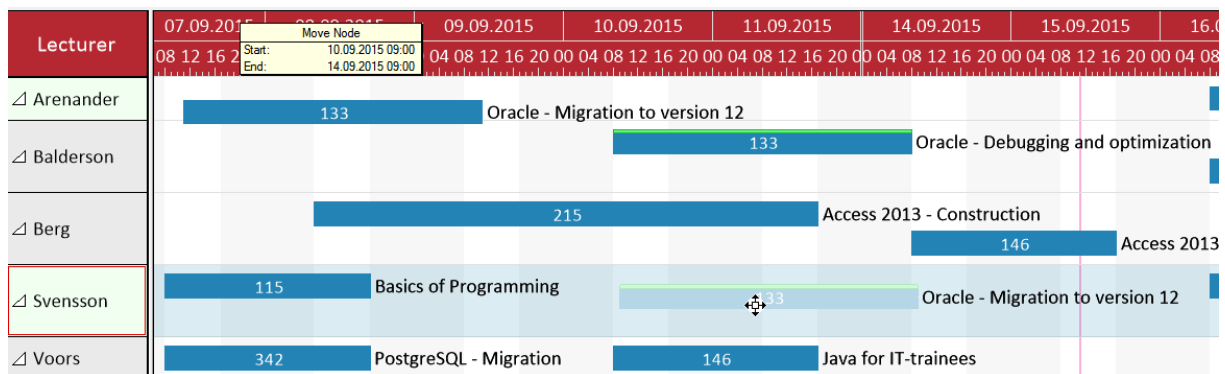 Lecturer
07.09.2015 09.09.2015 10.09.2015 11.09.2015 14.09.2015 15.09.2015
Move Node
Start: 10.09.2015 09:00
End: 14.09.2015 09:00
08 12 16 04 08 12 16 20 00 04 08 12 16 20 00 04 08 12 16 20 00 04 08 12 16 20 00 04 08 12 16 20 00 04 08
Arenander
133 Oracle - Migration to version 12
Balderson
133 Oracle - Debugging and optimization
Berg
215 Access 2013 - Construction
146 Access 2013
Svensson
115 Basics of Programming
133 Oracle - Migration to version 12
Voors
342 PostgreSQL - Migration
146 Java for IT-trainees